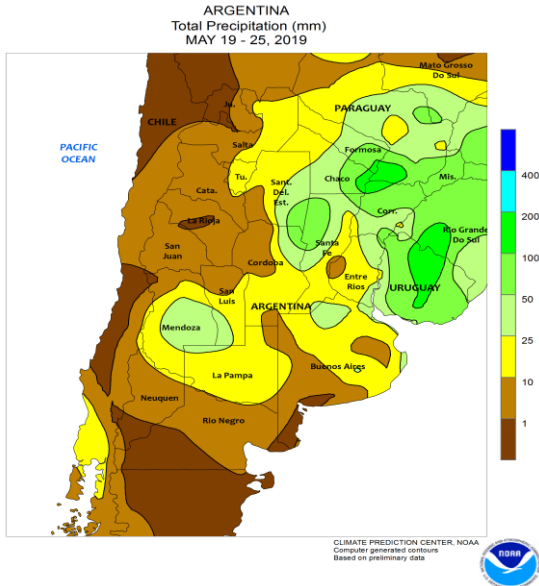 ARGENTINA
Total Precipitation (mm)
MAY 19 - 25, 2019
Mato Grosso
Do Sul
Ju.
PARAGUAY
CHILE
PACIFIC
OCEAN
Salta
Formosa
Tu.
Sant.
Del.
Est.
Chaco
Mis.
Cata.
Corr.
La Rioja
Rio Grande
Do Sul
San
Juan
Santa
Fe
Cordoba
Entre
Rios
URUGUAY
San
Luis
ARGENTINA
Mendoza
La Pampa
Buenos Aires
Neuquen
Rio Negro
400
200
100
50
25
10
1
CLIMATE PREDICTION CENTER, NOAA
Computer generated contours
Based on preliminary data
NOAA